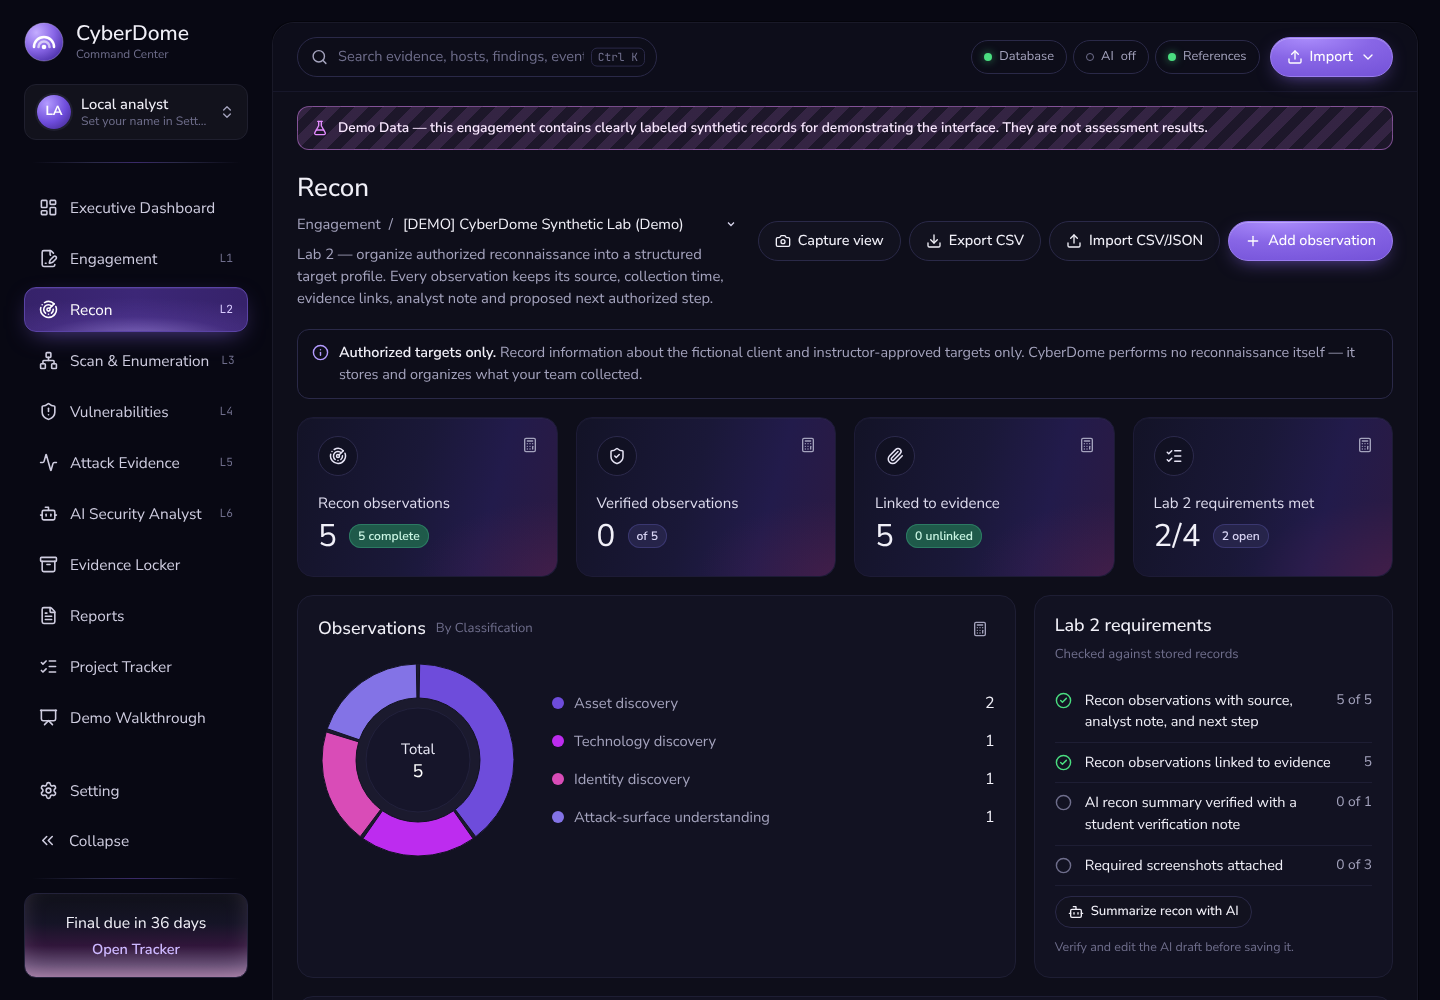 CyberDome
Command Center
LA
Local analyst
Set your name in Sett...
Executive Dashboard
Engagement L1
Recon L2
Scan & Enumeration L3
Vulnerabilities L4
Attack Evidence L5
AI Security Analyst L6
Evidence Locker
Reports
Project Tracker
Demo Walkthrough
Setting
Collapse
Final due in 36 days
Open Tracker
Search evidence, hosts, findings, event Ctrl K
Database
AI off
References
Import
Demo Data — this engagement contains clearly labeled synthetic records for demonstrating the interface. They are not assessment results.
Recon
Engagement / [DEMO] CyberDome Synthetic Lab (Demo)
Lab 2 — organize authorized reconnaissance into a structured
target profile. Every observation keeps its source, collection time,
evidence links, analyst note and proposed next authorized step.
Capture view
Export CSV
Import CSV/JSON
Add observation
Authorized targets only. Record information about the fictional client and instructor-approved targets only. CyberDome performs no reconnaissance itself — it
stores and organizes what your team collected.
Recon observations
5 5 complete
Verified observations
0 of 5
Linked to evidence
5 0 unlinked
Lab 2 requirements met
2/4 2 open
Observations By Classification
Total
5
Asset discovery 2
Technology discovery 1
Identity discovery 1
Attack-surface understanding 1
Lab 2 requirements
Checked against stored records
Recon observations with source, 5 of 5
analyst note, and next step
Recon observations linked to evidence 5
AI recon summary verified with a 0 of 1
student verification note
Required screenshots attached 0 of 3
Summarize recon with AI
Verify and edit the AI draft before saving it.